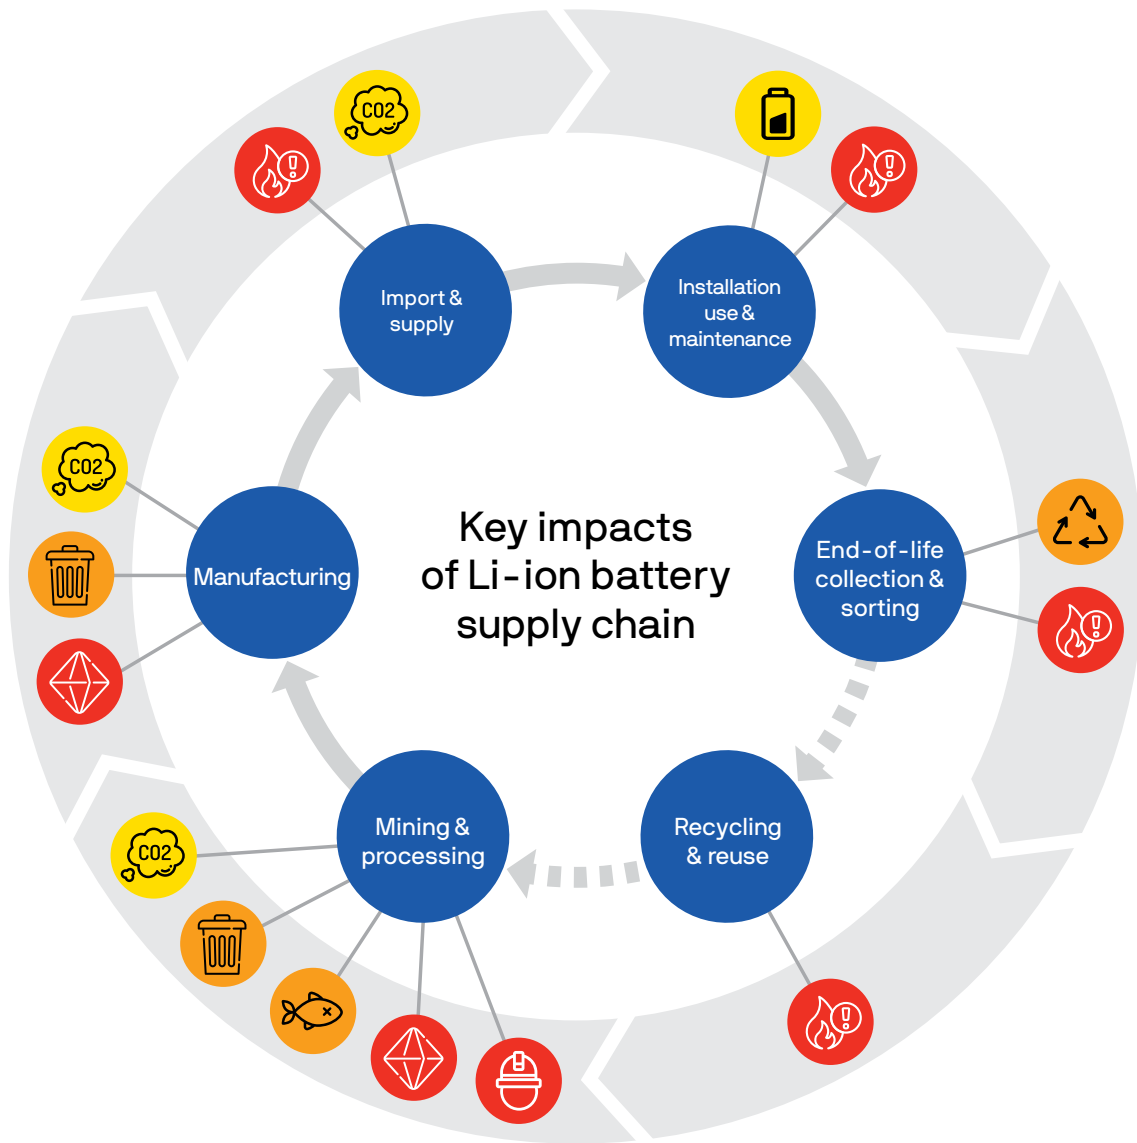 Key impacts
of Li-ion battery
supply chain
CO2
Import &
supply
Installation
use &
maintenance
End-of-life
collection &
sorting
Recycling
& reuse
Mining &
processing
CO2
Manufacturing
CO2